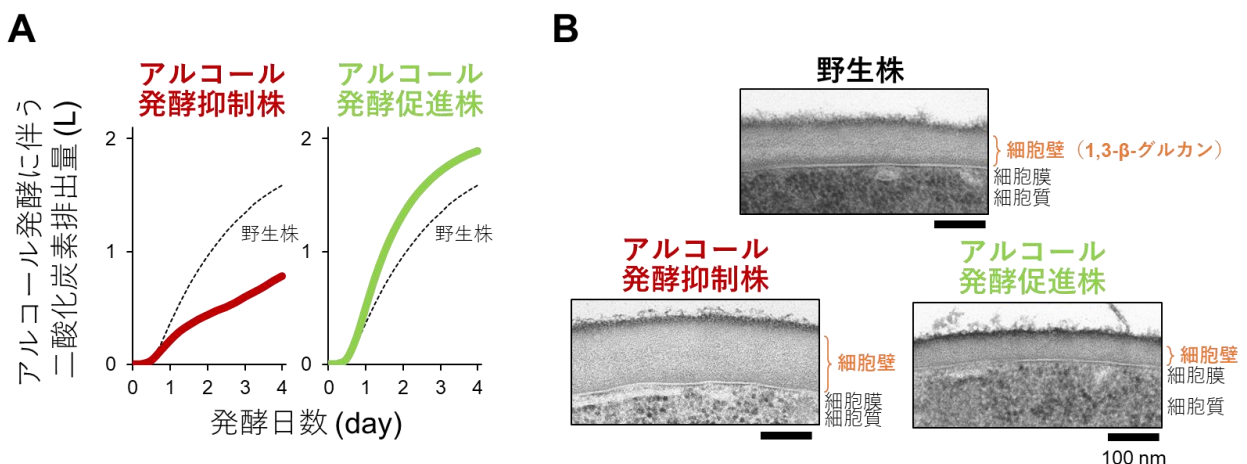 A
アルコール発酵に伴う
二酸化炭素排出量 (L)
アルコール
発酵抑制株
2
1
0
野生株
0
1
2
3
4
アルコール
発酵促進株
2
1
0
野生株
0
1
2
3
4
発酵日数 (day)
B
野生株
細胞壁（1,3-β-グルカン）
細胞膜
細胞質
アルコール
発酵抑制株
細胞壁
細胞膜
細胞質
アルコール
発酵促進株
細胞壁
細胞膜
細胞質
100 nm